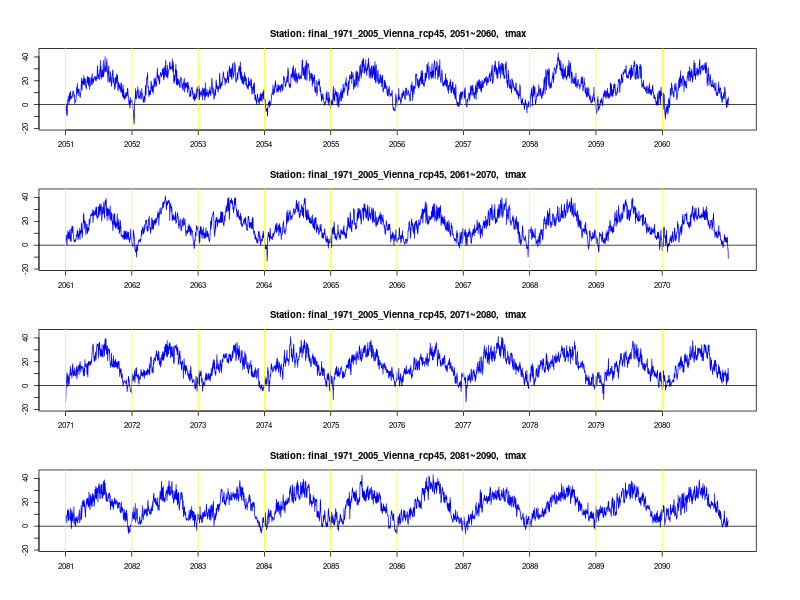 Station: final_1971_2005_Vienna_rcp45, 2051~2060, tmax
40
20
0
-20
2051 2052 2053 2054 2055 2056 2057 2058 2059 2060
Station: final_1971_2005_Vienna_rcp45, 2061~2070, tmax
40
20
0
-20
2061 2062 2063 2064 2065 2066 2067 2068 2069 2070
Station: final_1971_2005_Vienna_rcp45, 2071~2080, tmax
40
20
0
-20
2071 2072 2073 2074 2075 2076 2077 2078 2079 2080
Station: final_1971_2005_Vienna_rcp45, 2081~2090, tmax
40
20
0
-20
2081 2082 2083 2084 2085 2086 2087 2088 2089 2090